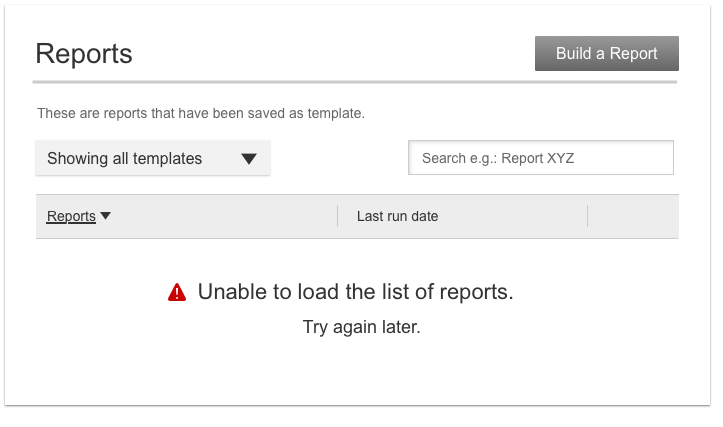 Reports
Build a Report
These are reports that have been saved as template.
Showing all templates
Search e.g.: Report XYZ
Reports
Last run date
Unable to load the list of reports.
Try again later.